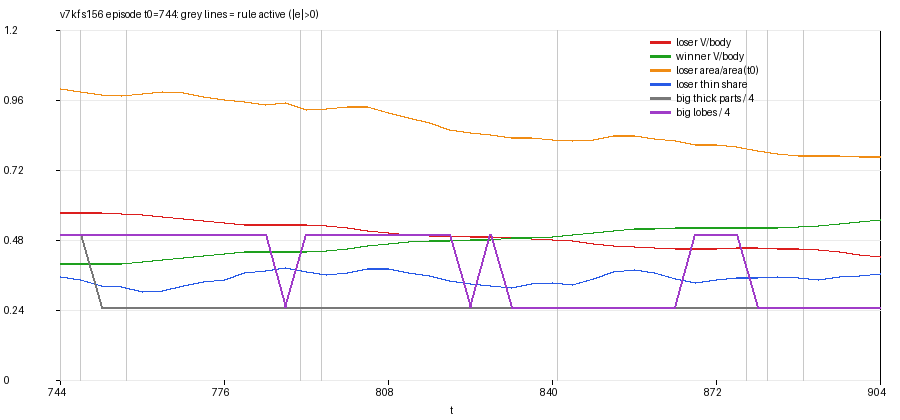 v7kf s156 episode t0=744: grey lines = rule active (|e|>0)
1.2
0.96
0.72
0.48
0.24
0
loser V/body
winner V/body
loser area/area(t0)
loser thin share
big thick parts / 4
big lobes / 4
744
776
808
840
872
904
t